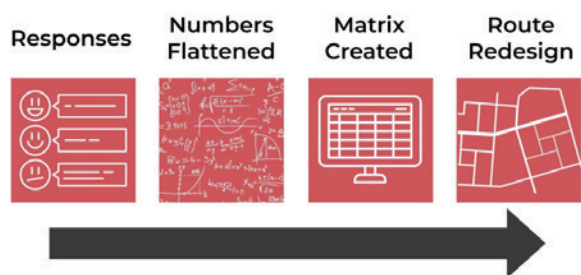 Responses
Numbers
Flattened
Matrix
Created
Route
Redesign